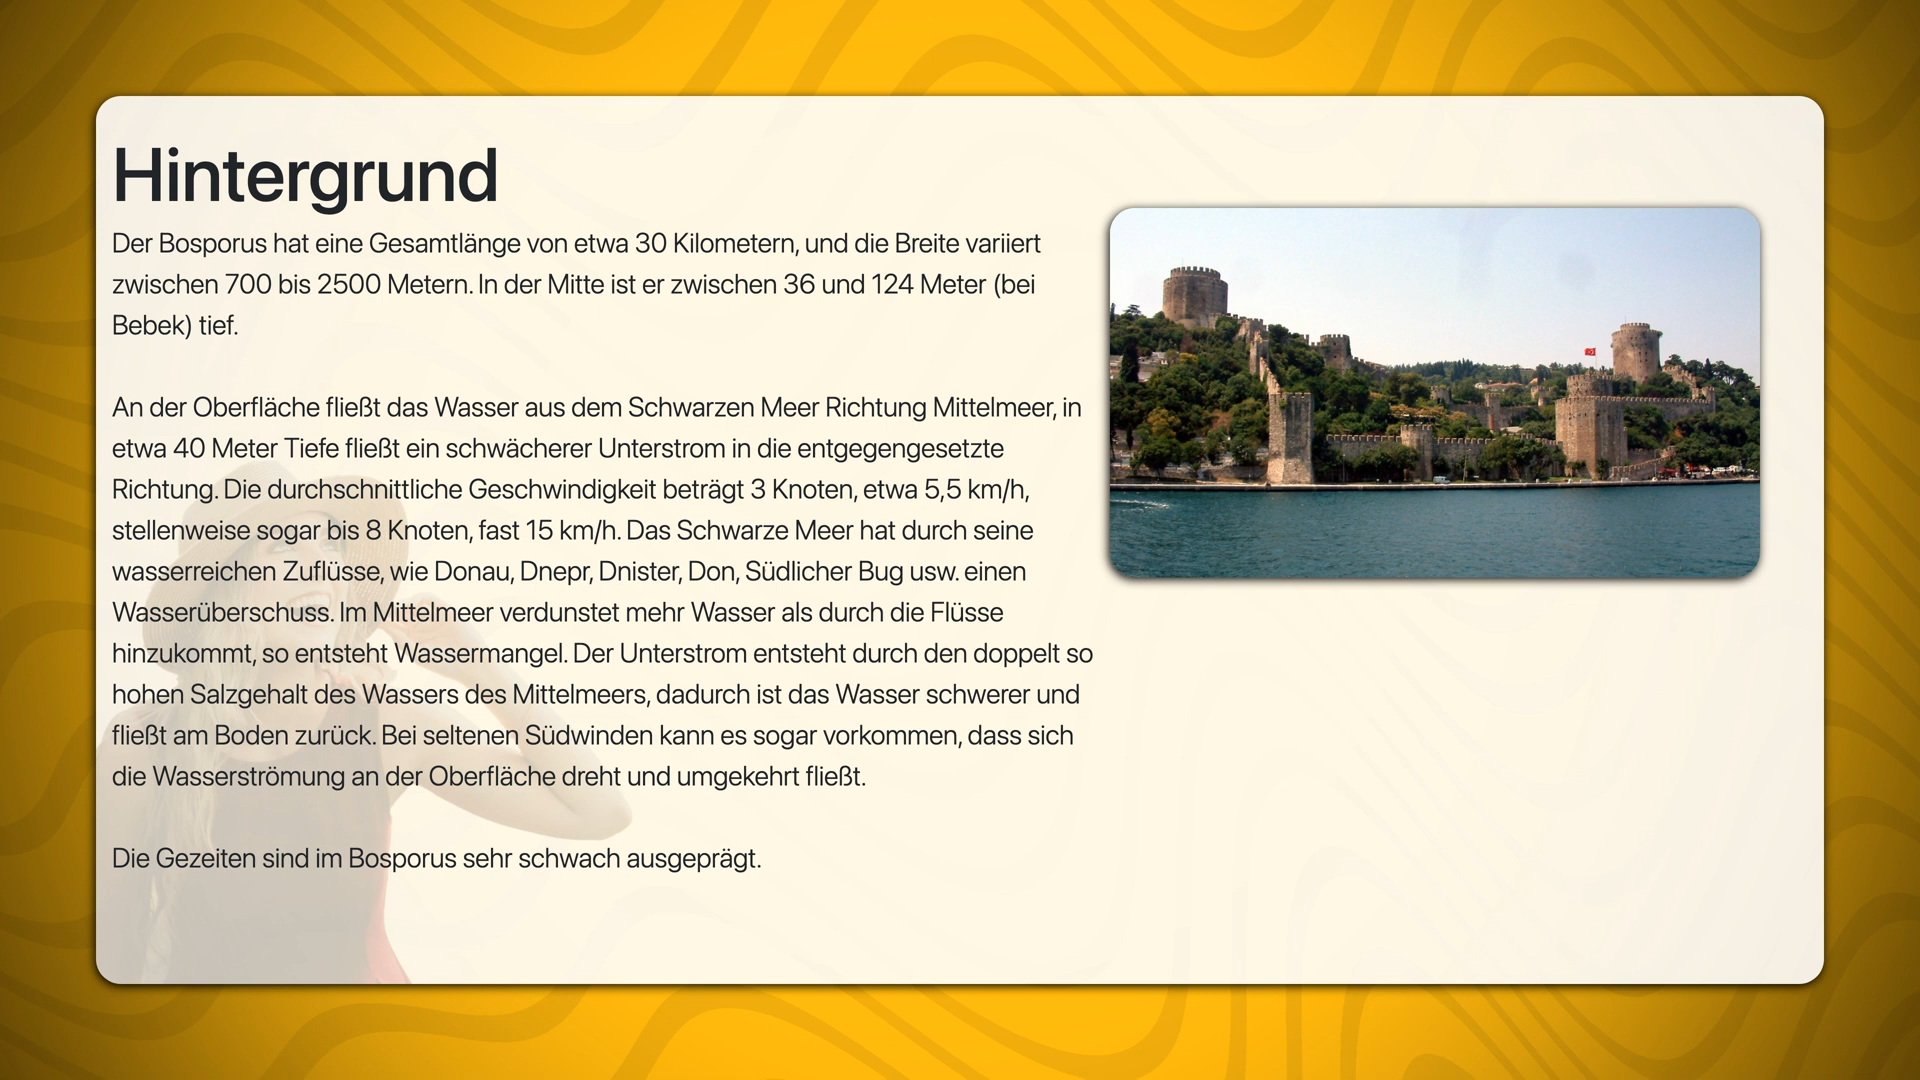 Hintergrund
Der Bosporus hat eine Gesamtlänge von etwa 30 Kilometern, und die Breite variiert
zwischen 700 bis 2500 Metern. In der Mitte ist er zwischen 36 und 124 Meter (bei
Bebek) tief.
An der Oberfläche fließt das Wasser aus dem Schwarzen Meer Richtung Mittelmeer, in
etwa 40 Meter Tiefe fließt ein schwächerer Unterstrom in die entgegengesetzte
Richtung. Die durchschnittliche Geschwindigkeit beträgt 3 Knoten, etwa 5,5 km/h,
stellenweise sogar bis 8 Knoten, fast 15 km/h. Das Schwarze Meer hat durch seine
wasserreichen Zuflüsse, wie Donau, Dnepr, Dnister, Don, Südlicher Bug usw. einen
Wasserüberschuss. Im Mittelmeer verdunstet mehr Wasser als durch die Flüsse
hinzukommt, so entsteht Wassermangel. Der Unterstrom entsteht durch den doppelt so
hohen Salzgehalt des Wassers des Mittelmeers, dadurch ist das Wasser schwerer und
fließt am Boden zurück. Bei seltenen Südwinden kann es sogar vorkommen, dass sich
die Wasserströmung an der Oberfläche dreht und umgekehrt fließt.
Die Gezeiten sind im Bosporus sehr schwach ausgeprägt.